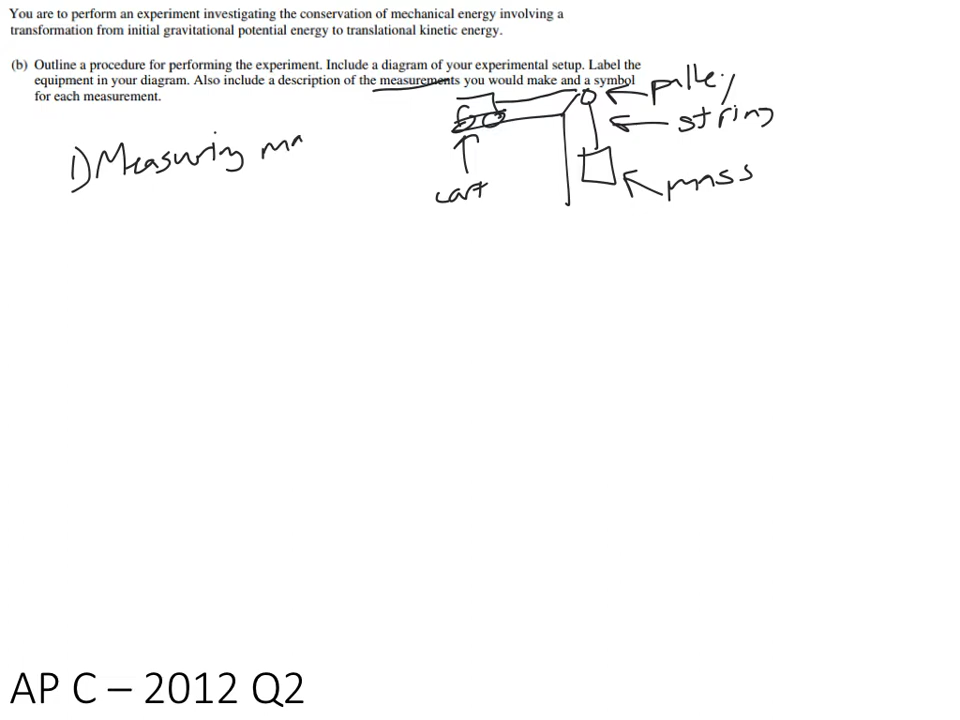 You are to perform an experiment investigating the conservation of mechanical energy involving a
transformation from initial gravitational potential energy to translational kinetic energy.
(b) Outline a procedure for performing the experiment. Include a diagram of your experimental setup. Label the
equipment in your diagram. Also include a description of the measurements you would make and a symbol
for each measurement.
pulley
string
mass
cart
1) Measuring ma
AP C – 2012 Q2